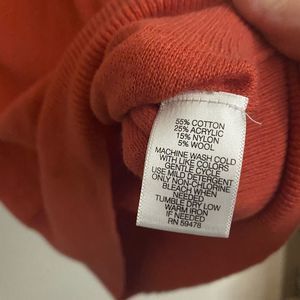 55% COTTON
25% ACRYLIC
15% NYLON
5% WOOL
MACHINE WASH COLD
WITH LIKE COLORS
GENTLE CYCLE
USE MILD DETERGENT
ONLY NON-CHLORINE
BLEACH WHEN
NEEDED
TUMBLE DRY LOW
WARM IRON
IF NEEDED
RN 59478